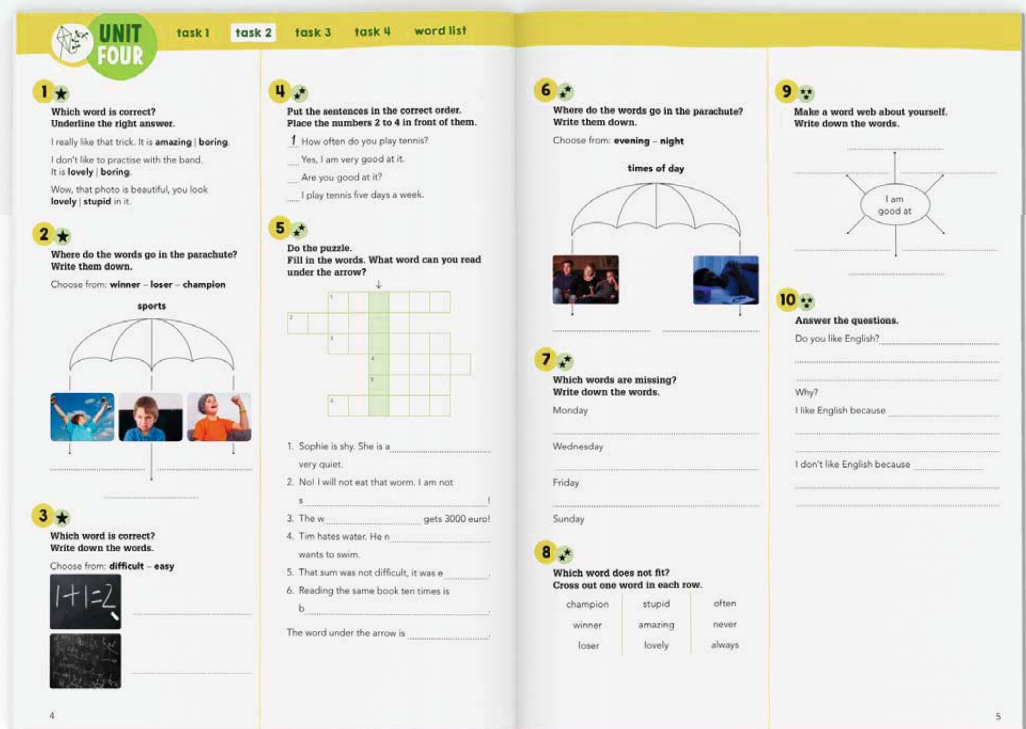 UNIT
FOUR
task 1 task 2 task 3 task 4 word list
1
Which word is correct?
Underline the right answer.
I really like that trick. It is amazing | boring.
I don't like to practise with the band.
It is lovely | boring.
Wow, that photo is beautiful, you look
lovely | stupid in it.
2
Where do the words go in the parachute?
Write them down.
Choose from: winner – loser – champion
sports
3
Which word is correct?
Write down the words.
Choose from: difficult – easy
1+1=2
4
4
Put the sentences in the correct order.
Place the numbers 2 to 4 in front of them.
1 How often do you play tennis?
Yes, I am very good at it.
Are you good at it?
I play tennis five days a week.
5
Do the puzzle.
Fill in the words. What word can you read
under the arrow?
1
2
3
4
5
6
1. Sophie is shy. She is a
very quiet.
2. No! I will not eat that worm. I am not
s !
3. The w gets 3000 euro!
4. Tim hates water. He n
wants to swim.
5. That sum was not difficult, it was e .
6. Reading the same book ten times is
b .
The word under the arrow is .
6
Where do the words go in the parachute?
Write them down.
Choose from: evening – night
times of day
7
Which words are missing?
Write down the words.
Monday
Wednesday
Friday
Sunday
8
Which word does not fit?
Cross out one word in each row.
champion stupid often
winner amazing never
loser lovely always
9
Make a word web about yourself.
Write down the words.
I am
good at
10
Answer the questions.
Do you like English?
Why?
I like English because
I don't like English because
5